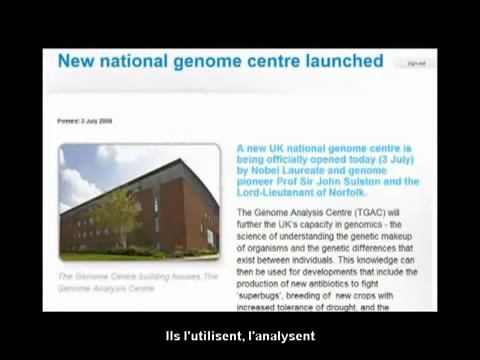 New national genome centre launched
Sign out
Posted: 3 July 2009
A new UK national genome centre is
being officially opened today (3 July)
by Nobel Laureate and genome
pioneer Prof Sir John Sulston and the
Lord-Lieutenant of Norfolk.
The Genome Analysis Centre (TGAC) will
further the UK's capacity in genomics - the
science of understanding the genetic makeup
of organisms and the genetic differences that
exist between individuals. This knowledge can
then be used for developments that include the
production of new antibiotics to fight
'superbugs', breeding of new crops with
increased tolerance of drought, and the
The Genome Centre building houses The
Genome Analysis Centre
Ils l'utilisent, l'analysent